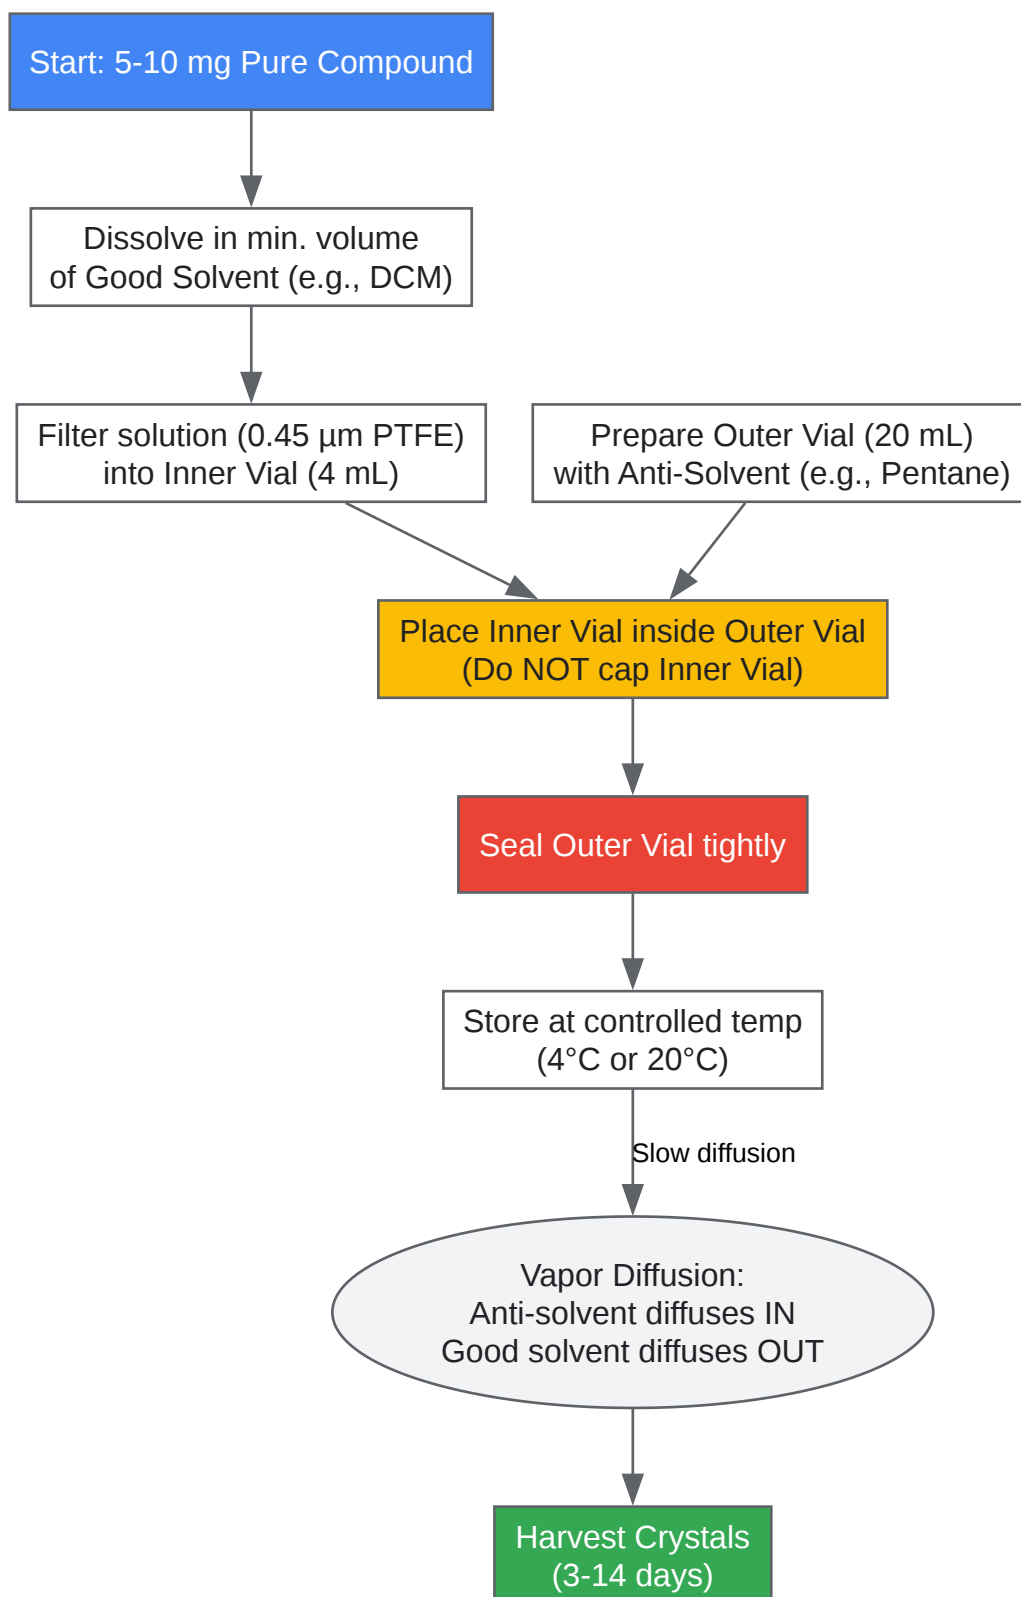 Start: 5-10 mg Pure Compound
Dissolve in min. volume
of Good Solvent (e.g., DCM)
Filter solution (0.45 µm PTFE)
into Inner Vial (4 mL)
Prepare Outer Vial (20 mL)
with Anti-Solvent (e.g., Pentane)
Place Inner Vial inside Outer Vial
(Do NOT cap Inner Vial)
Seal Outer Vial tightly
Store at controlled temp
(4°C or 20°C)
Slow diffusion
Vapor Diffusion:
Anti-solvent diffuses IN
Good solvent diffuses OUT
Harvest Crystals
(3-14 days)